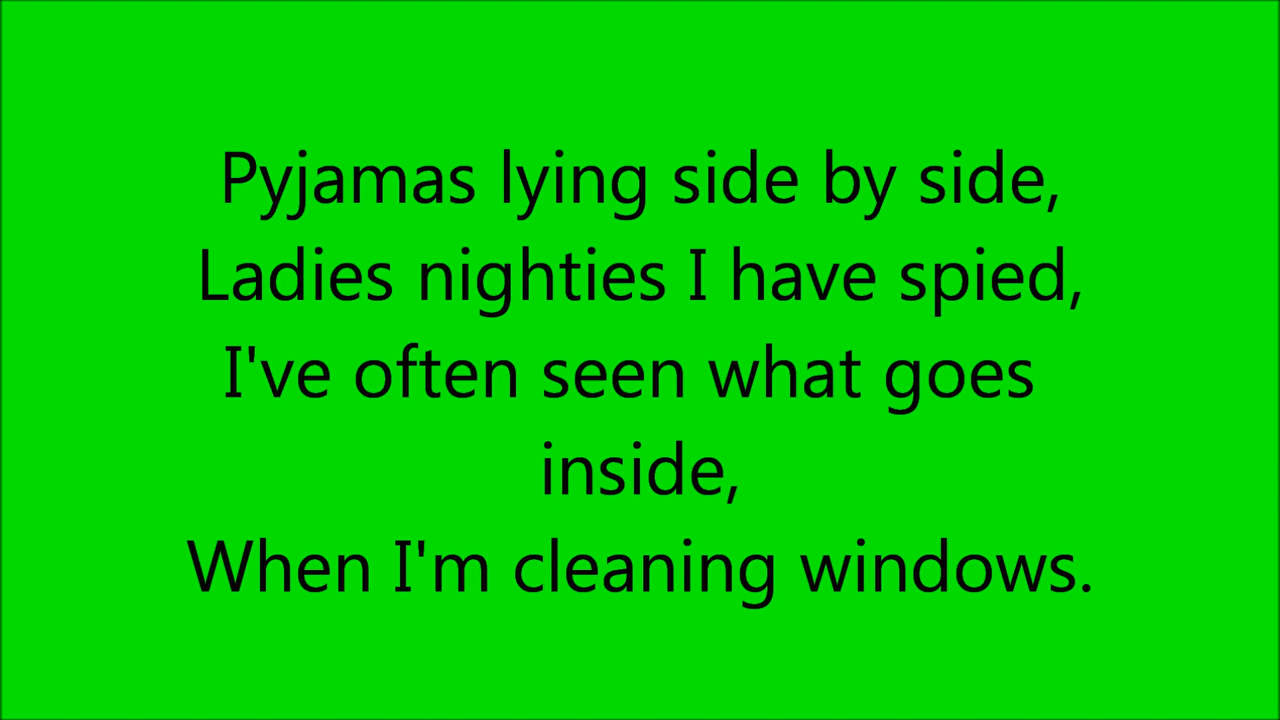 Pyjamas lying side by side,
Ladies nighties I have spied,
I've often seen what goes
inside,
When I'm cleaning windows.